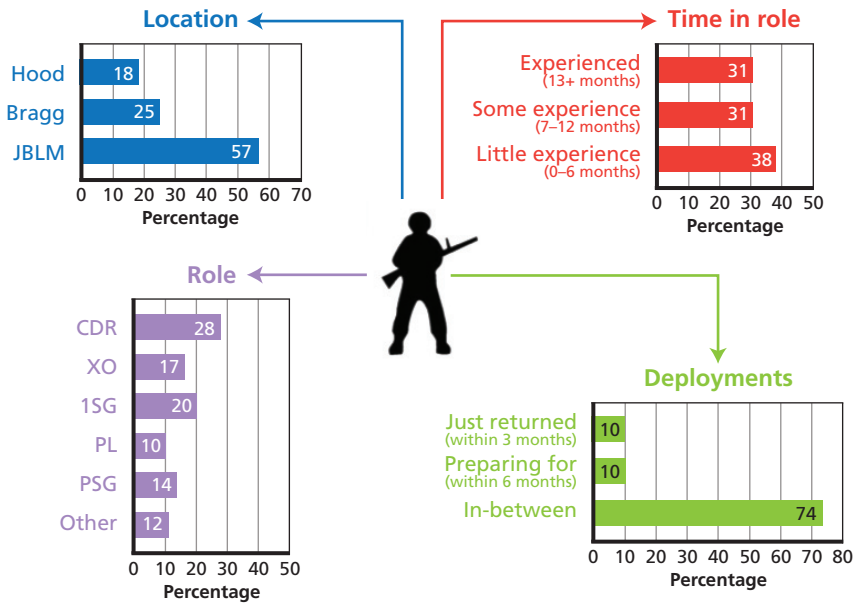 Location
Hood 18
Bragg 25
JBLM 57
0 10 20 30 40 50 60 70
Percentage
Time in role
Experienced
(13+ months)
31
Some experience
(7–12 months)
31
Little experience
(0–6 months)
38
0 10 20 30 40 50
Percentage
Role
CDR 28
XO 17
1SG 20
PL 10
PSG 14
Other 12
0 10 20 30 40 50
Percentage
Deployments
Just returned
(within 3 months)
10
Preparing for
(within 6 months)
10
In-between 74
0 10 20 30 40 50 60 70 80
Percentage